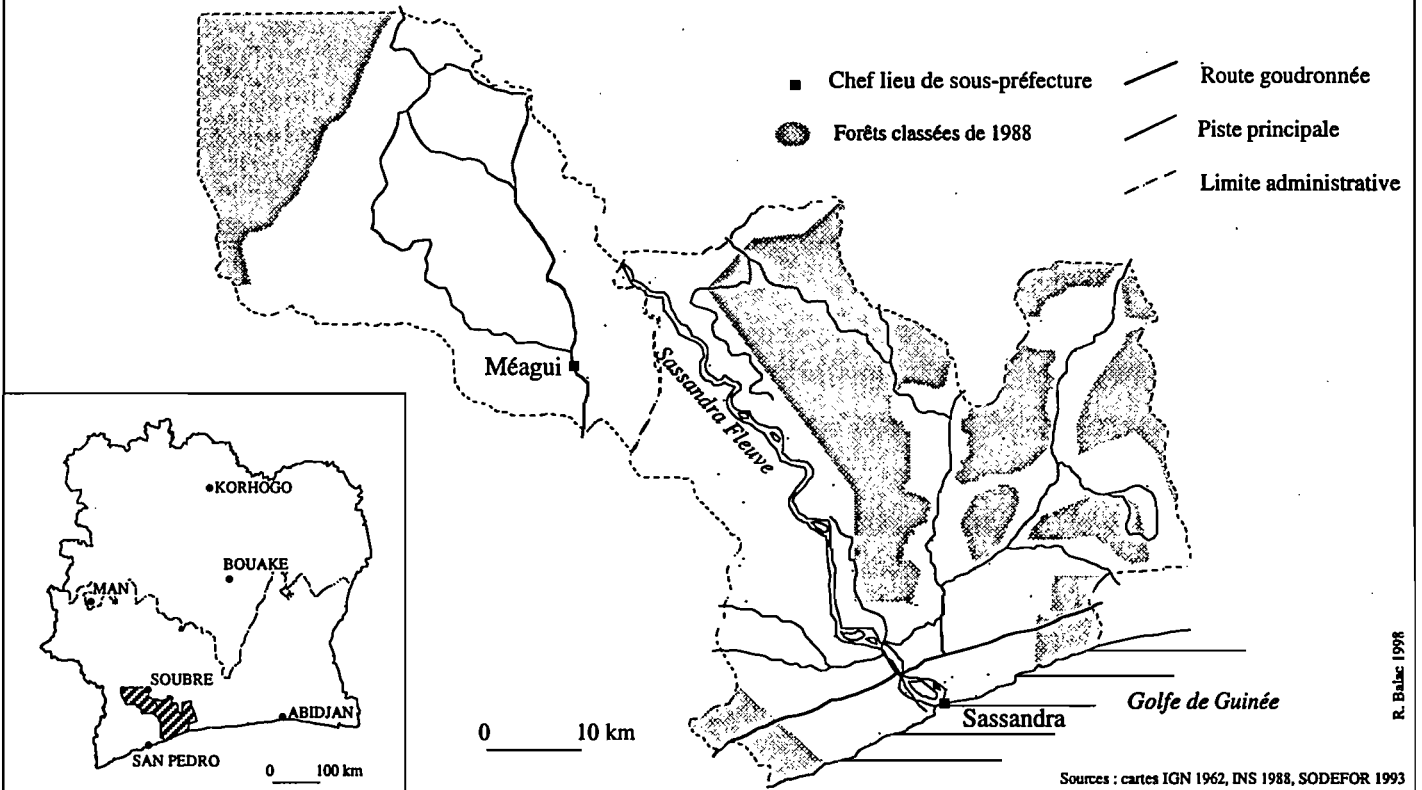 Chef lieu de sous-préfecture
Forêts classées de 1988
Route goudronnée
Piste principale
Limite administrative
Méagui
Sassandra Fleuve
KORHOGO
BOUAKE
MAN
SOUBRE
ABIDJAN
SAN PEDRO
0 100 km
0 10 km
Sassandra
Golfe de Guinée
R. Balac 1998
Sources : cartes IGN 1962, INS 1988, SODEFOR 1993